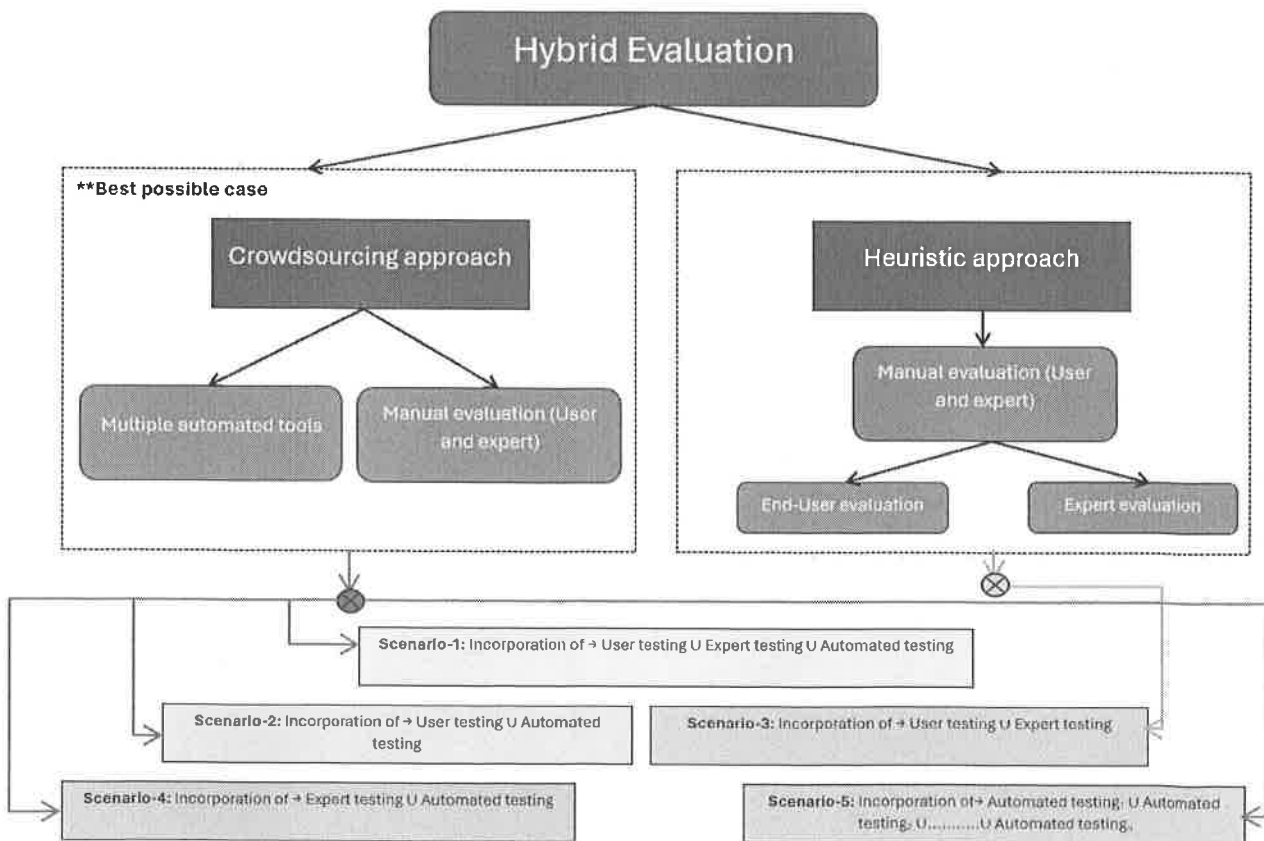 Hybrid Evaluation
**Best possible case
Crowdsourcing approach
Multiple automated tools
Manual evaluation (User
and expert)
Heuristic approach
Manual evaluation (User
and expert)
End-User evaluation
Expert evaluation
Scenario-1: Incorporation of → User testing U Expert testing U Automated testing
Scenario-2: Incorporation of → User testing U Automated
testing
Scenario-3: Incorporation of → User testing U Expert testing
Scenario-4: Incorporation of → Expert testing U Automated testing
Scenario-5: Incorporation of→ Automated testing₁ U Automated
testing₂ U...........U Automated testing